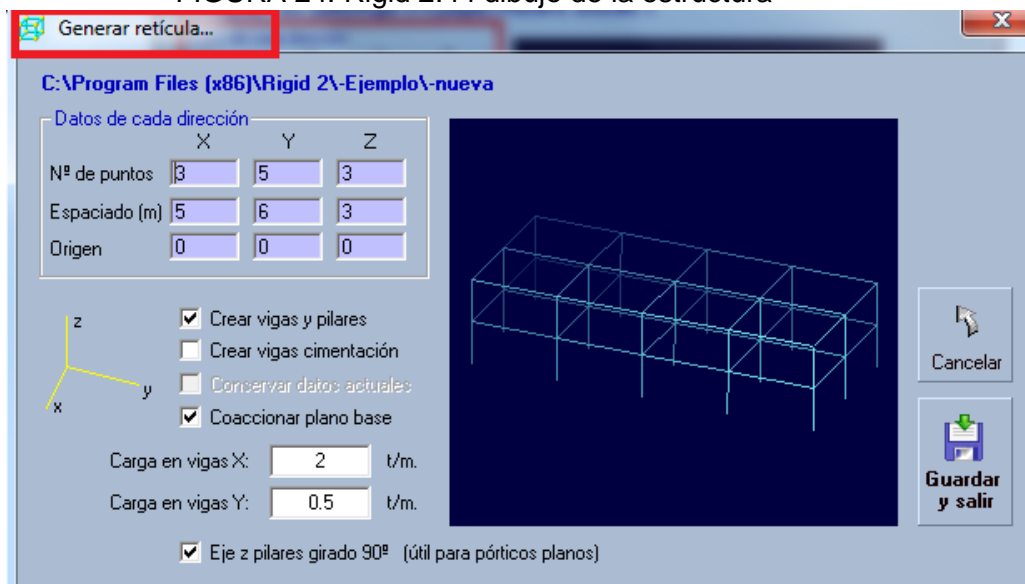 Generar retícula...
C:\Program Files (x86)\Rigid 2\-Ejemplo\-nueva
Datos de cada dirección
X Y Z
Nº de puntos 3 5 3
Espaciado (m) 5 6 3
Origen 0 0 0
z
y
x
Crear vigas y pilares
Crear vigas cimentación
Conservar datos actuales
Coaccionar plano base
Carga en vigas X: 2 t/m.
Carga en vigas Y: 0.5 t/m.
Eje z pilares girado 90º (útil para pórticos planos)
Cancelar
Guardar
y salir